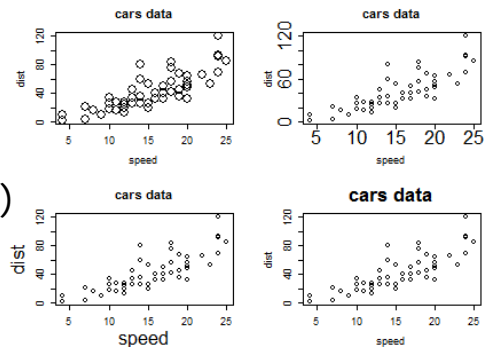 cars data
dist
0 40 80 120
5 10 15 20 25
speed
cars data
dist
0 60 120
5 10 15 20 25
speed
)
cars data
dist
0 40 80 120
5 10 15 20 25
speed
cars data
dist
0 40 80 120
5 10 15 20 25
speed